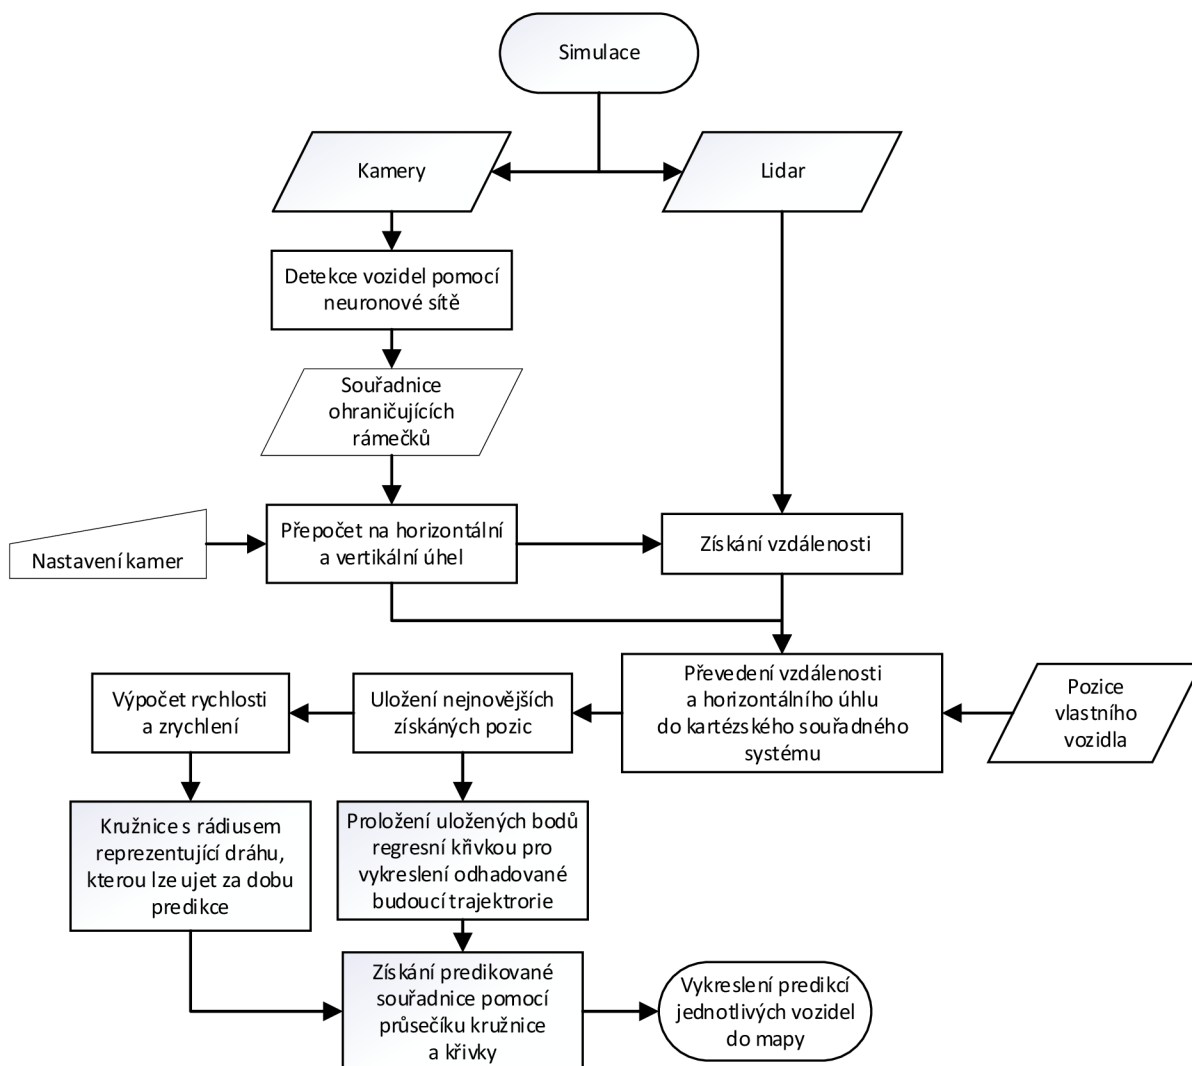 Simulace
Kamery
Lidar
Detekce vozidel pomocí
neuronové sítě
Souřadnice
ohraničujících
rámečků
Nastavení kamer
Přepočet na horizontální
a vertikální úhel
Získání vzdálenosti
Převedení vzdálenosti
a horizontálního úhlu
do kartézského souřadného
systému
Pozice
vlastního
vozidla
Uložení nejnovějších
získáných pozic
Výpočet rychlosti
a zrychlení
Kružnice s rádiusem
reprezentující dráhu,
kterou lze ujet za dobu
predikce
Proložení uložených bodů
regresní křivkou pro
vykreslení odhadované
budoucí trajektrorie
Získání predikované
souřadnice pomocí
průsečíku kružnice
a křivky
Vykreslení predikcí
jednotlivých vozidel
do mapy